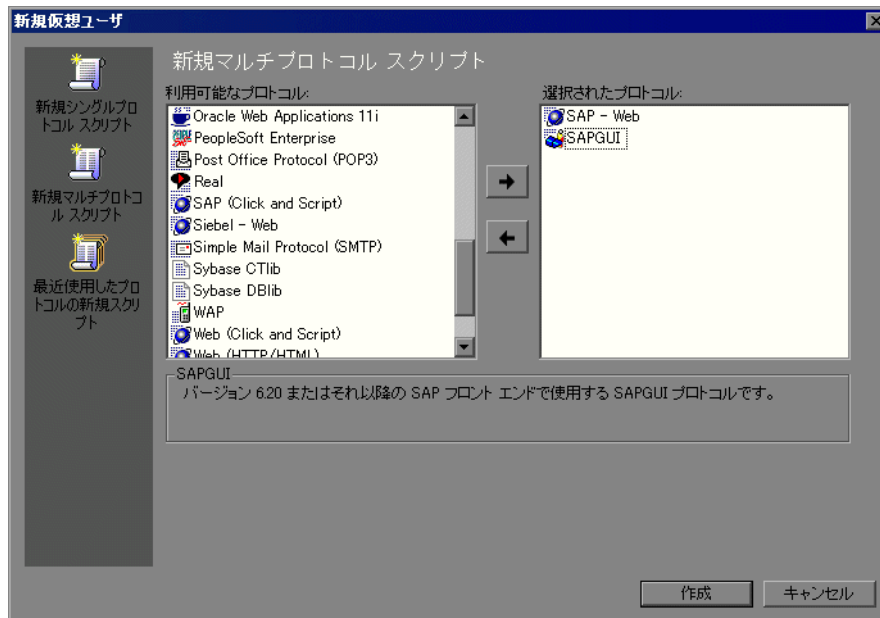 新規仮想ユーザ
新規シングルプロ
トコル スクリプト
新規マルチプロトコ
ル スクリプト
最近使用したプロ
トコルの新規スクリ
プト
新規マルチプロトコル スクリプト
利用可能なプロトコル:
Oracle Web Applications 11i
PeopleSoft Enterprise
Post Office Protocol (POP3)
Real
SAP (Click and Script)
Siebel - Web
Simple Mail Protocol (SMTP)
Sybase CTlib
Sybase DBlib
WAP
Web (Click and Script)
Web (HTTP/HTML)
選択されたプロトコル:
SAP - Web
SAPGUI
SAPGUI
バージョン 6.20 またはそれ以降の SAP フロント エンドで使用する SAPGUI プロトコルです。
作成
キャンセル